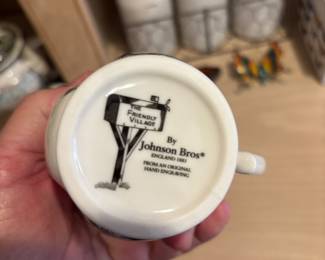 THE
FRIENDLY
VILLAGE
By
Johnson Bros®
ENGLAND 1883
FROM AN ORIGINAL
HAND ENGRAVING